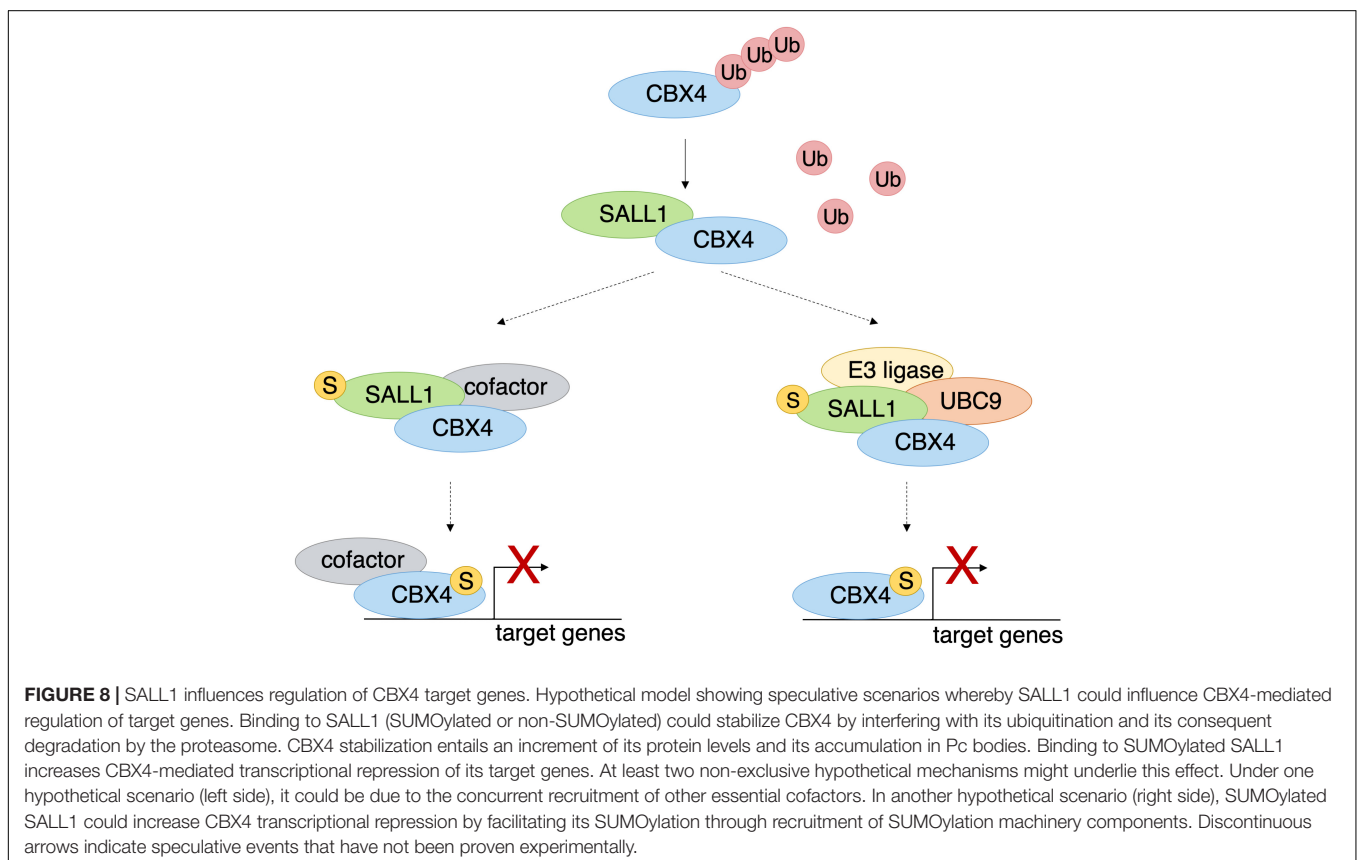 Ub
Ub
Ub
CBX4
Ub
Ub
Ub
SALL1
CBX4
E3 ligase
S
SALL1
cofactor
CBX4
S
SALL1
UBC9
CBX4
cofactor
CBX4
S
X
target genes
CBX4
S
X
target genes
FIGURE 8 | SALL1 influences regulation of CBX4 target genes. Hypothetical model showing speculative scenarios whereby SALL1 could influence CBX4-mediated
regulation of target genes. Binding to SALL1 (SUMOylated or non-SUMOylated) could stabilize CBX4 by interfering with its ubiquitination and its consequent
degradation by the proteasome. CBX4 stabilization entails an increment of its protein levels and its accumulation in Pc bodies. Binding to SUMOylated SALL1
increases CBX4-mediated transcriptional repression of its target genes. At least two non-exclusive hypothetical mechanisms might underlie this effect. Under one
hypothetical scenario (left side), it could be due to the concurrent recruitment of other essential cofactors. In another hypothetical scenario (right side), SUMOylated
SALL1 could increase CBX4 transcriptional repression by facilitating its SUMOylation through recruitment of SUMOylation machinery components. Discontinuous
arrows indicate speculative events that have not been proven experimentally.